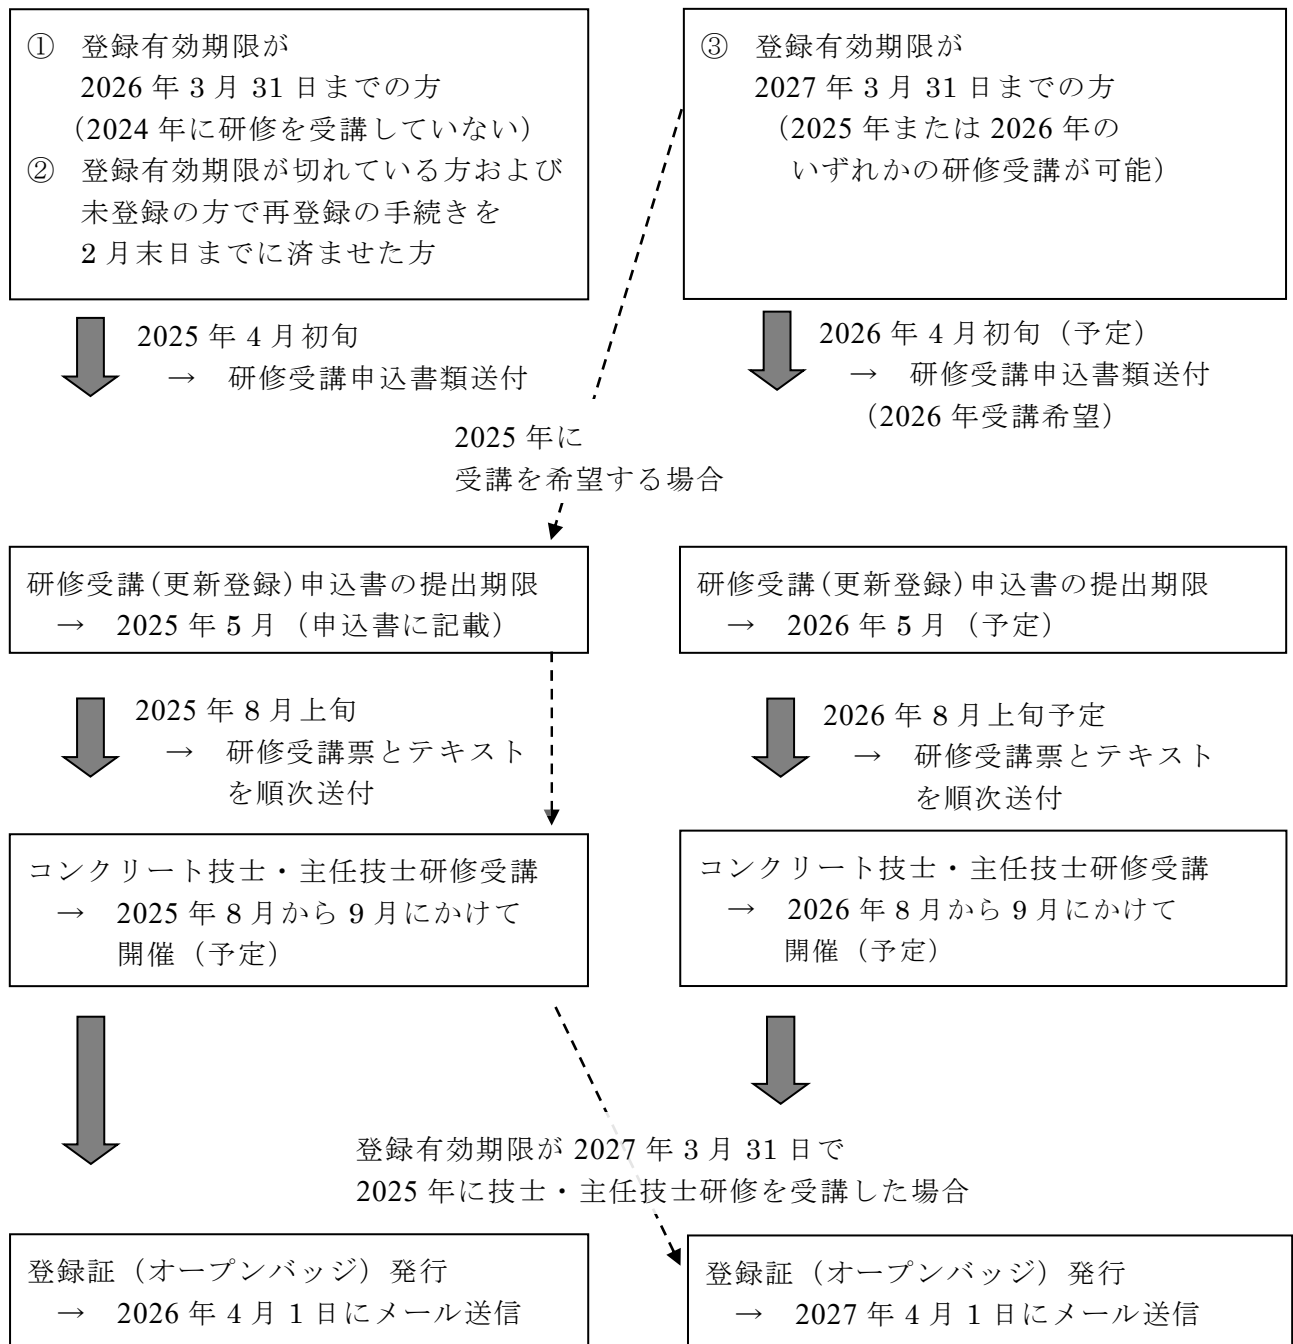 ① 登録有効期限が
2026 年 3 月 31 日までの方
（2024 年に研修を受講していない）
② 登録有効期限が切れている方および
未登録の方で再登録の手続きを
2 月末日までに済ませた方
③ 登録有効期限が
2027 年 3 月 31 日までの方
（2025 年または 2026 年の
いずれかの研修受講が可能）
2025 年 4 月初旬
→ 研修受講申込書類送付
2026 年 4 月初旬（予定）
→ 研修受講申込書類送付
（2026 年受講希望）
2025 年に
受講を希望する場合
研修受講(更新登録)申込書の提出期限
→ 2025 年 5 月（申込書に記載）
研修受講(更新登録)申込書の提出期限
→ 2026 年 5 月（予定）
2025 年 8 月上旬
→ 研修受講票とテキスト
を順次送付
2026 年 8 月上旬予定
→ 研修受講票とテキスト
を順次送付
コンクリート技士・主任技士研修受講
→ 2025 年 8 月から 9 月にかけて
開催（予定）
コンクリート技士・主任技士研修受講
→ 2026 年 8 月から 9 月にかけて
開催（予定）
登録有効期限が 2027 年 3 月 31 日で
2025 年に技士・主任技士研修を受講した場合
登録証（オープンバッジ）発行
→ 2026 年 4 月 1 日にメール送信
登録証（オープンバッジ）発行
→ 2027 年 4 月 1 日にメール送信